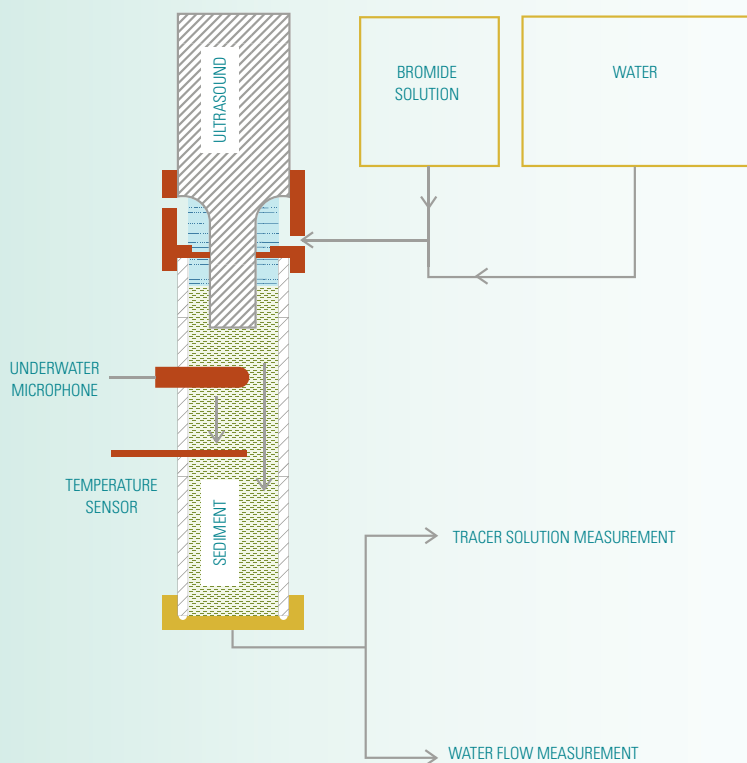 ULTRASOUND
BROMIDE
SOLUTION
WATER
UNDERWATER
MICROPHONE
TEMPERATURE
SENSOR
SEDIMENT
TRACER SOLUTION MEASUREMENT
WATER FLOW MEASUREMENT